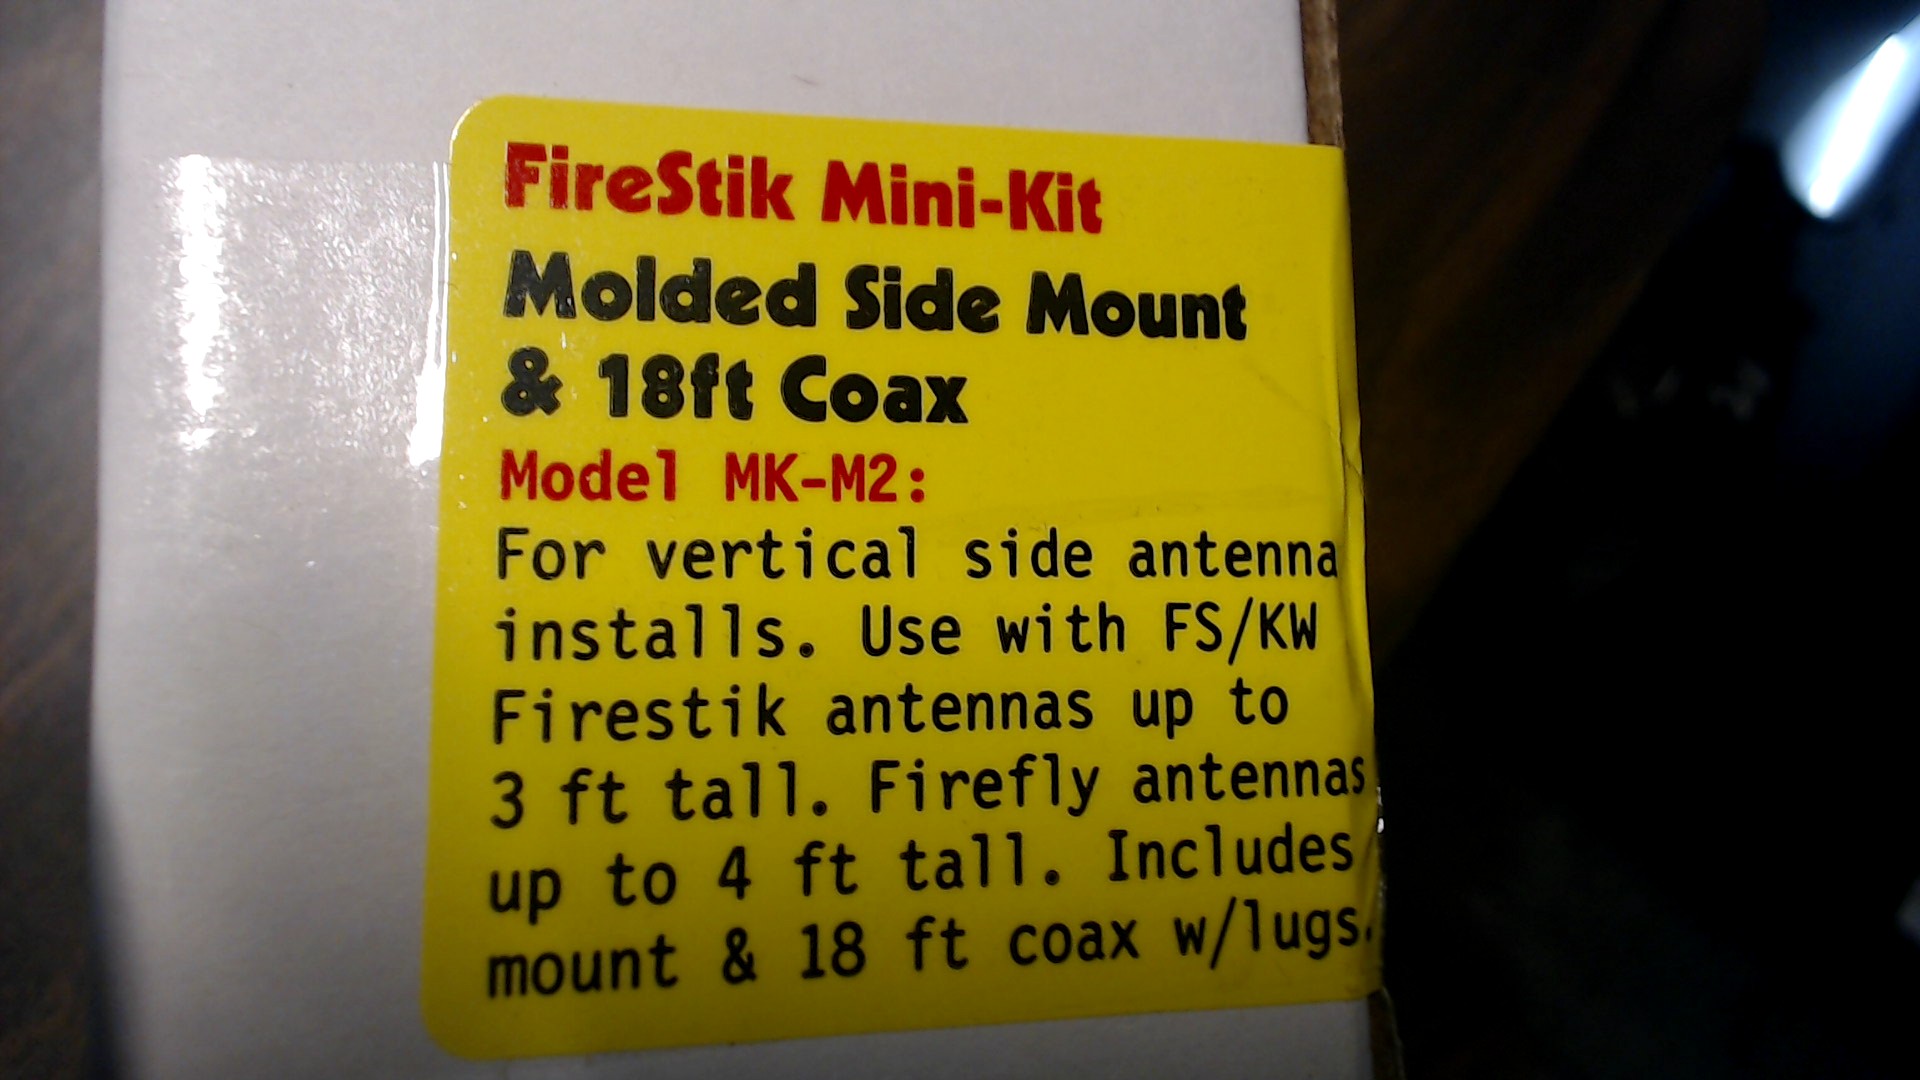 FireStik Mini-Kit
Molded Side Mount
& 18ft Coax
Model MK-M2:
For vertical side antenna
installs. Use with FS/KW
Firestik antennas up to
3 ft tall. Firefly antennas
up to 4 ft tall. Includes
mount & 18 ft coax w/lugs.